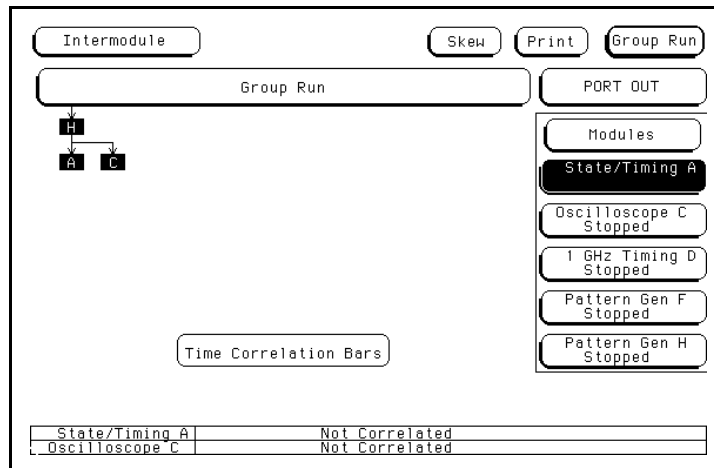 Intermodule
Skew
Print
Group Run
Group Run
PORT OUT
H
A C
Modules
State/Timing A
Oscilloscope C
Stopped
1 GHz Timing D
Stopped
Pattern Gen F
Stopped
Pattern Gen H
Stopped
Time Correlation Bars
State/Timing A Not Correlated
Oscilloscope C Not Correlated